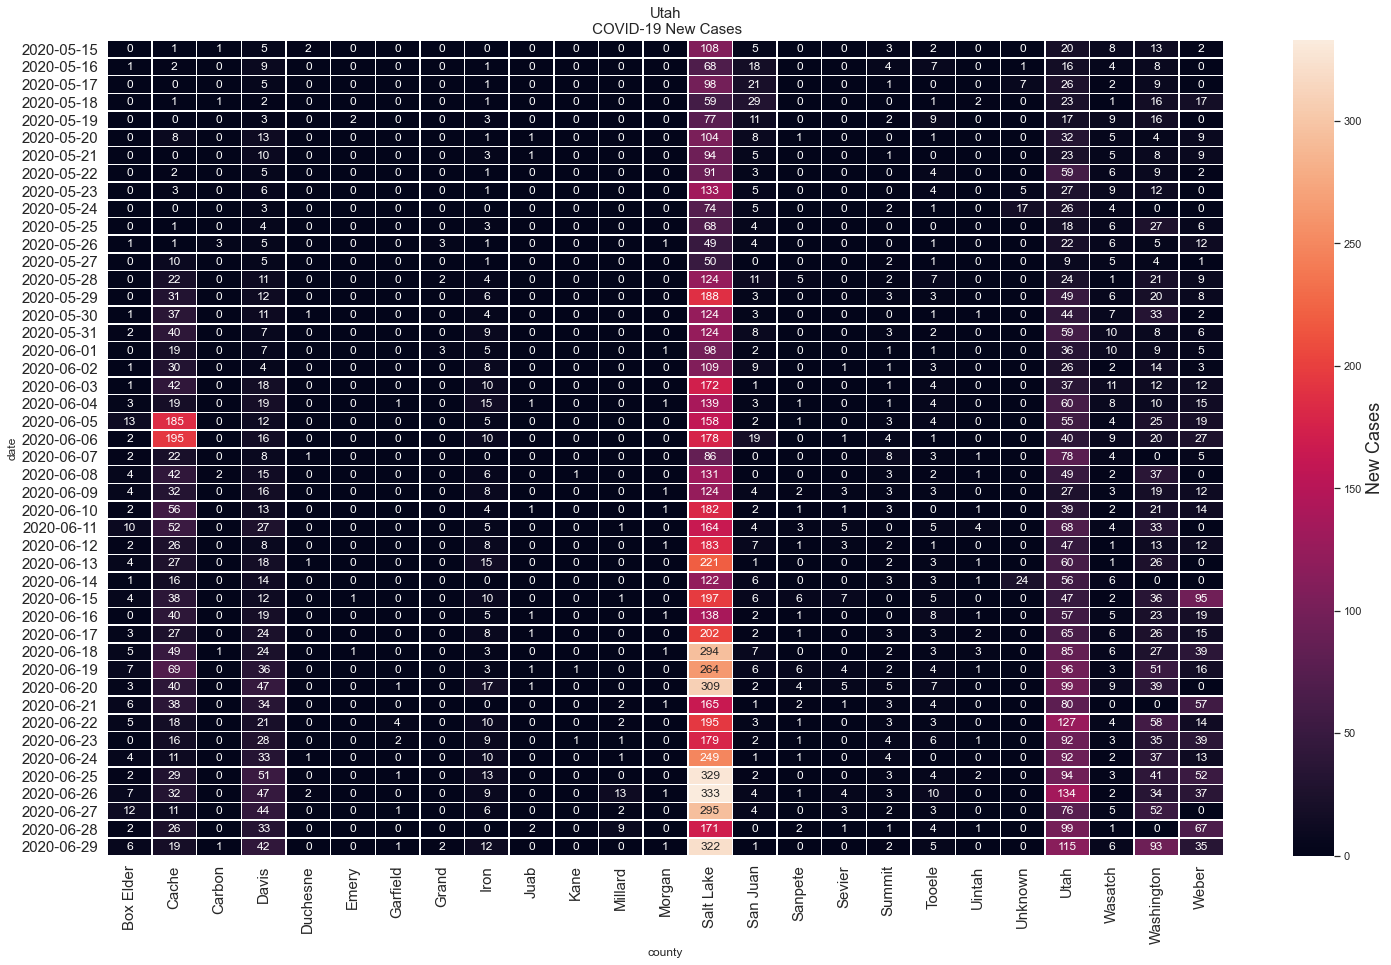 Utah
COVID-19 New Cases
2020-05-15 0 1 1 5 2 0 0 0 0 0 0 0 0 108 5 0 0 3 2 0 0 20 8 13 2
2020-05-16 1 2 0 9 0 0 0 0 1 0 0 0 0 68 18 0 0 4 7 0 1 16 4 8 0
2020-05-17 0 0 0 5 0 0 0 0 1 0 0 0 0 98 21 0 0 1 0 0 7 26 2 9 0
2020-05-18 0 1 1 2 0 0 0 0 1 0 0 0 0 59 29 0 0 0 1 2 0 23 1 16 17
2020-05-19 0 0 0 3 0 2 0 0 3 0 0 0 0 77 11 0 0 2 9 0 0 17 9 16 0
2020-05-20 0 8 0 13 0 0 0 0 1 1 0 0 0 104 8 1 0 0 1 0 0 32 5 4 9
2020-05-21 0 0 0 10 0 0 0 0 3 1 0 0 0 94 5 0 0 1 0 0 0 23 5 8 9
2020-05-22 0 2 0 5 0 0 0 0 1 0 0 0 0 91 3 0 0 0 4 0 0 59 6 9 2
2020-05-23 0 3 0 6 0 0 0 0 1 0 0 0 0 133 5 0 0 0 4 0 5 27 9 12 0
2020-05-24 0 0 0 3 0 0 0 0 0 0 0 0 0 74 5 0 0 2 1 0 17 26 4 0 0
2020-05-25 0 1 0 4 0 0 0 0 3 0 0 0 0 68 4 0 0 0 0 0 0 18 6 27 6
2020-05-26 1 1 3 5 0 0 0 3 1 0 0 0 1 49 4 0 0 0 1 0 0 22 6 5 12
2020-05-27 0 10 0 5 0 0 0 0 1 0 0 0 0 50 0 0 0 2 1 0 0 9 5 4 1
2020-05-28 0 22 0 11 0 0 0 2 4 0 0 0 0 124 11 5 0 2 7 0 0 24 1 21 9
2020-05-29 0 31 0 12 0 0 0 0 6 0 0 0 0 188 3 0 0 3 3 0 0 49 6 20 8
2020-05-30 1 37 0 11 1 0 0 0 4 0 0 0 0 124 3 0 0 0 0 1 1 44 7 33 2
2020-05-31 2 40 0 7 0 0 0 0 9 0 0 0 0 124 8 0 0 3 2 0 0 59 10 8 6
2020-06-01 0 19 0 7 0 0 0 3 5 0 0 0 1 98 2 0 0 1 1 0 0 36 10 9 5
2020-06-02 1 30 0 4 0 0 0 0 8 0 0 0 0 109 9 0 1 1 3 0 0 26 2 14 3
2020-06-03 1 42 0 18 0 0 0 0 10 0 0 0 0 172 1 0 0 1 4 0 0 37 11 12 12
2020-06-04 3 19 0 19 0 0 1 0 15 1 0 0 1 139 3 1 0 1 4 0 0 60 8 10 15
2020-06-05 13 185 0 12 0 0 0 0 5 0 0 0 0 158 2 1 0 3 4 0 0 55 4 25 19
2020-06-06 2 195 0 16 0 0 0 0 10 0 0 0 0 178 19 0 1 4 1 0 0 40 9 20 27
2020-06-07 2 22 0 8 1 0 0 0 0 0 0 0 0 86 0 0 0 8 3 1 0 78 4 0 5
2020-06-08 4 42 2 15 0 0 0 0 6 0 1 0 0 131 0 0 0 3 2 1 0 49 4 37 0
2020-06-09 4 32 0 16 0 0 0 0 8 0 0 0 1 124 4 2 3 3 3 0 0 27 3 19 12
2020-06-10 2 56 0 13 0 0 0 0 4 1 0 0 1 182 2 1 1 3 0 1 0 39 2 21 14
2020-06-11 10 52 0 27 0 0 0 0 5 0 0 1 0 164 4 3 5 0 5 4 0 68 4 33 0
2020-06-12 2 26 0 8 0 0 0 0 8 0 0 0 1 183 7 1 3 2 1 0 0 47 1 13 12
2020-06-13 4 27 0 18 1 0 0 0 15 0 0 0 0 221 1 0 0 2 3 1 0 60 1 26 0
2020-06-14 1 16 0 14 0 0 0 0 0 0 0 0 0 122 6 0 0 3 3 1 24 56 6 0 0
2020-06-15 4 38 0 12 0 1 0 0 10 0 0 1 0 197 6 6 7 0 5 0 0 47 2 36 95
2020-06-16 0 40 0 19 0 0 0 0 5 1 0 0 1 138 2 1 0 0 8 1 0 57 5 23 19
2020-06-17 3 27 0 24 0 0 0 0 8 1 0 0 0 202 2 1 0 3 3 2 0 65 6 26 15
2020-06-18 5 49 1 24 0 1 0 0 3 0 0 0 1 294 7 0 0 2 3 3 0 85 6 27 39
2020-06-19 7 69 0 36 0 0 0 0 3 1 1 0 0 264 6 6 4 2 4 1 0 96 3 51 16
2020-06-20 3 40 0 47 0 0 1 0 17 1 0 0 0 309 2 4 5 5 7 0 0 99 9 39 0
2020-06-21 6 38 0 34 0 0 0 0 0 0 0 2 1 165 1 2 1 3 4 0 0 80 0 0 57
2020-06-22 5 18 0 21 0 0 4 0 10 0 0 2 0 195 3 1 0 3 3 0 0 127 4 58 14
2020-06-23 0 16 0 28 0 0 2 0 9 0 1 1 0 179 2 1 0 4 6 1 0 92 3 35 39
2020-06-24 4 11 0 33 1 0 0 0 10 0 0 1 0 249 1 1 0 4 0 0 0 92 2 37 13
2020-06-25 2 29 0 51 0 0 1 0 13 0 0 0 0 329 2 0 0 3 4 2 0 94 3 41 52
2020-06-26 7 32 0 47 2 0 0 0 9 0 0 13 1 333 4 1 4 3 10 0 0 134 2 34 37
2020-06-27 12 11 0 44 0 0 1 0 6 0 0 2 0 295 4 0 3 2 3 0 0 76 5 52 0
2020-06-28 2 26 0 33 0 0 0 0 0 2 0 9 0 171 0 2 1 1 4 1 0 99 1 0 67
2020-06-29 6 19 1 42 0 0 1 2 12 0 0 0 1 322 1 0 0 2 5 0 0 115 6 93 35
date
Box Elder Cache Carbon Davis Duchesne Emery Garfield Grand Iron Juab Kane Millard Morgan Salt Lake San Juan Sanpete Sevier Summit Tooele Uintah Unknown Utah Wasatch Washington Weber
county
300
250
200
150
100
50
0
New Cases